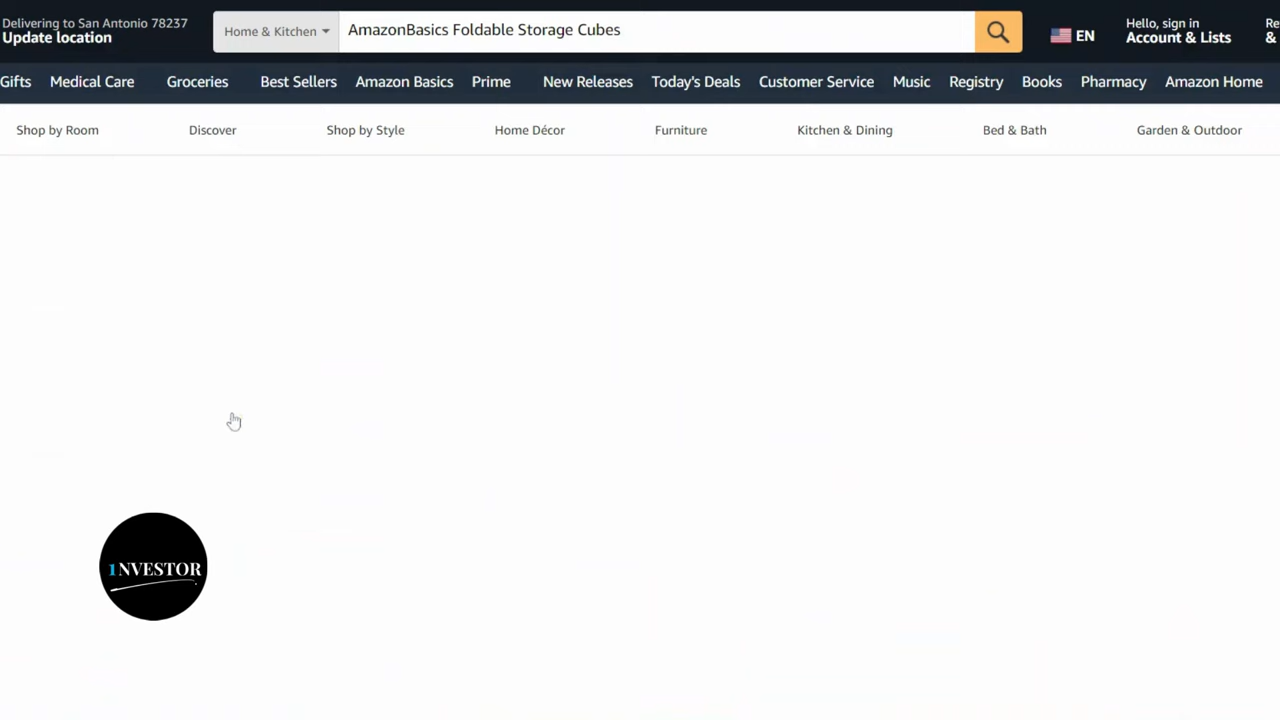 Delivering to San Antonio 78237
Update location
Home & Kitchen
AmazonBasics Foldable Storage Cubes
EN
Hello, sign in
Account & Lists
Re
&
Gifts Medical Care Groceries Best Sellers Amazon Basics Prime New Releases Today's Deals Customer Service Music Registry Books Pharmacy Amazon Home
Shop by Room Discover Shop by Style Home Décor Furniture Kitchen & Dining Bed & Bath Garden & Outdoor
1NVESTOR